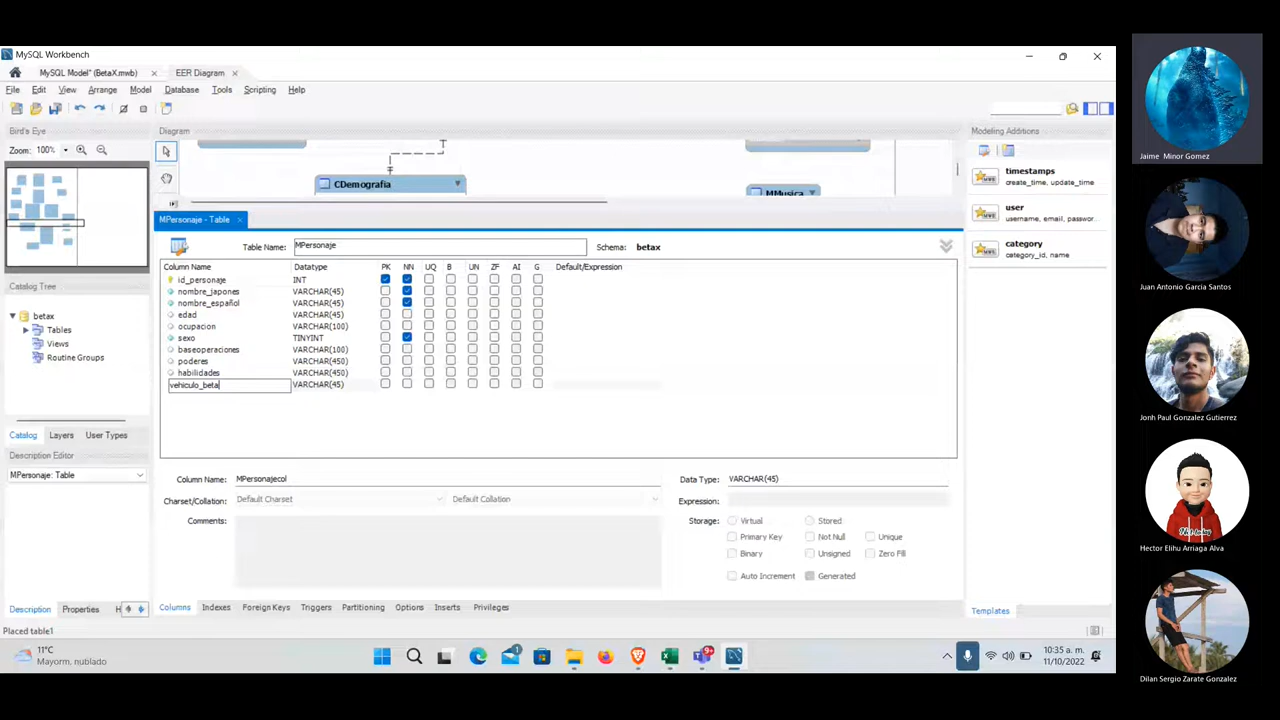 MySQL Workbench
MySQL Model* (BetaX.mwb)
EER Diagram
File Edit View Arrange Model Database Tools Scripting Help
Bird's Eye
Zoom: 100%
Diagram
CDemografia
MMusica
Modeling Additions
timestamps
create_time, update_time
user
username, email, passwor...
category
category_id, name
Catalog Tree
betax
Tables
Views
Routine Groups
Catalog Layers User Types
Description Editor
MPersonaje: Table
Description Properties H
MPersonaje - Table
Table Name: MPersonaje Schema: betax
Column Name Datatype PK NN UQ B UN ZF AI G Default/Expression
id_personaje INT
nombre_japones VARCHAR(45)
nombre_español VARCHAR(45)
edad VARCHAR(45)
ocupacion VARCHAR(100)
sexo TINYINT
baseoperaciones VARCHAR(100)
poderes VARCHAR(450)
habilidades VARCHAR(450)
vehiculo_beta VARCHAR(45)
Column Name: MPersonajecol Data Type: VARCHAR(45)
Charset/Collation: Default Charset Default Collation Expression:
Comments: Storage: Virtual Stored
Primary Key Not Null Unique
Binary Unsigned Zero Fill
Auto Increment Generated
Columns Indexes Foreign Keys Triggers Partitioning Options Inserts Privileges
Templates
Placed table1
11°C
Mayorm. nublado
1
9+
10:35 a. m.
11/10/2022
Jaime Minor Gomez
Juan Antonio Garcia Santos
Jonh Paul Gonzalez Gutierrez
Not today
Hector Elihu Arriaga Alva
Dilan Sergio Zarate Gonzalez